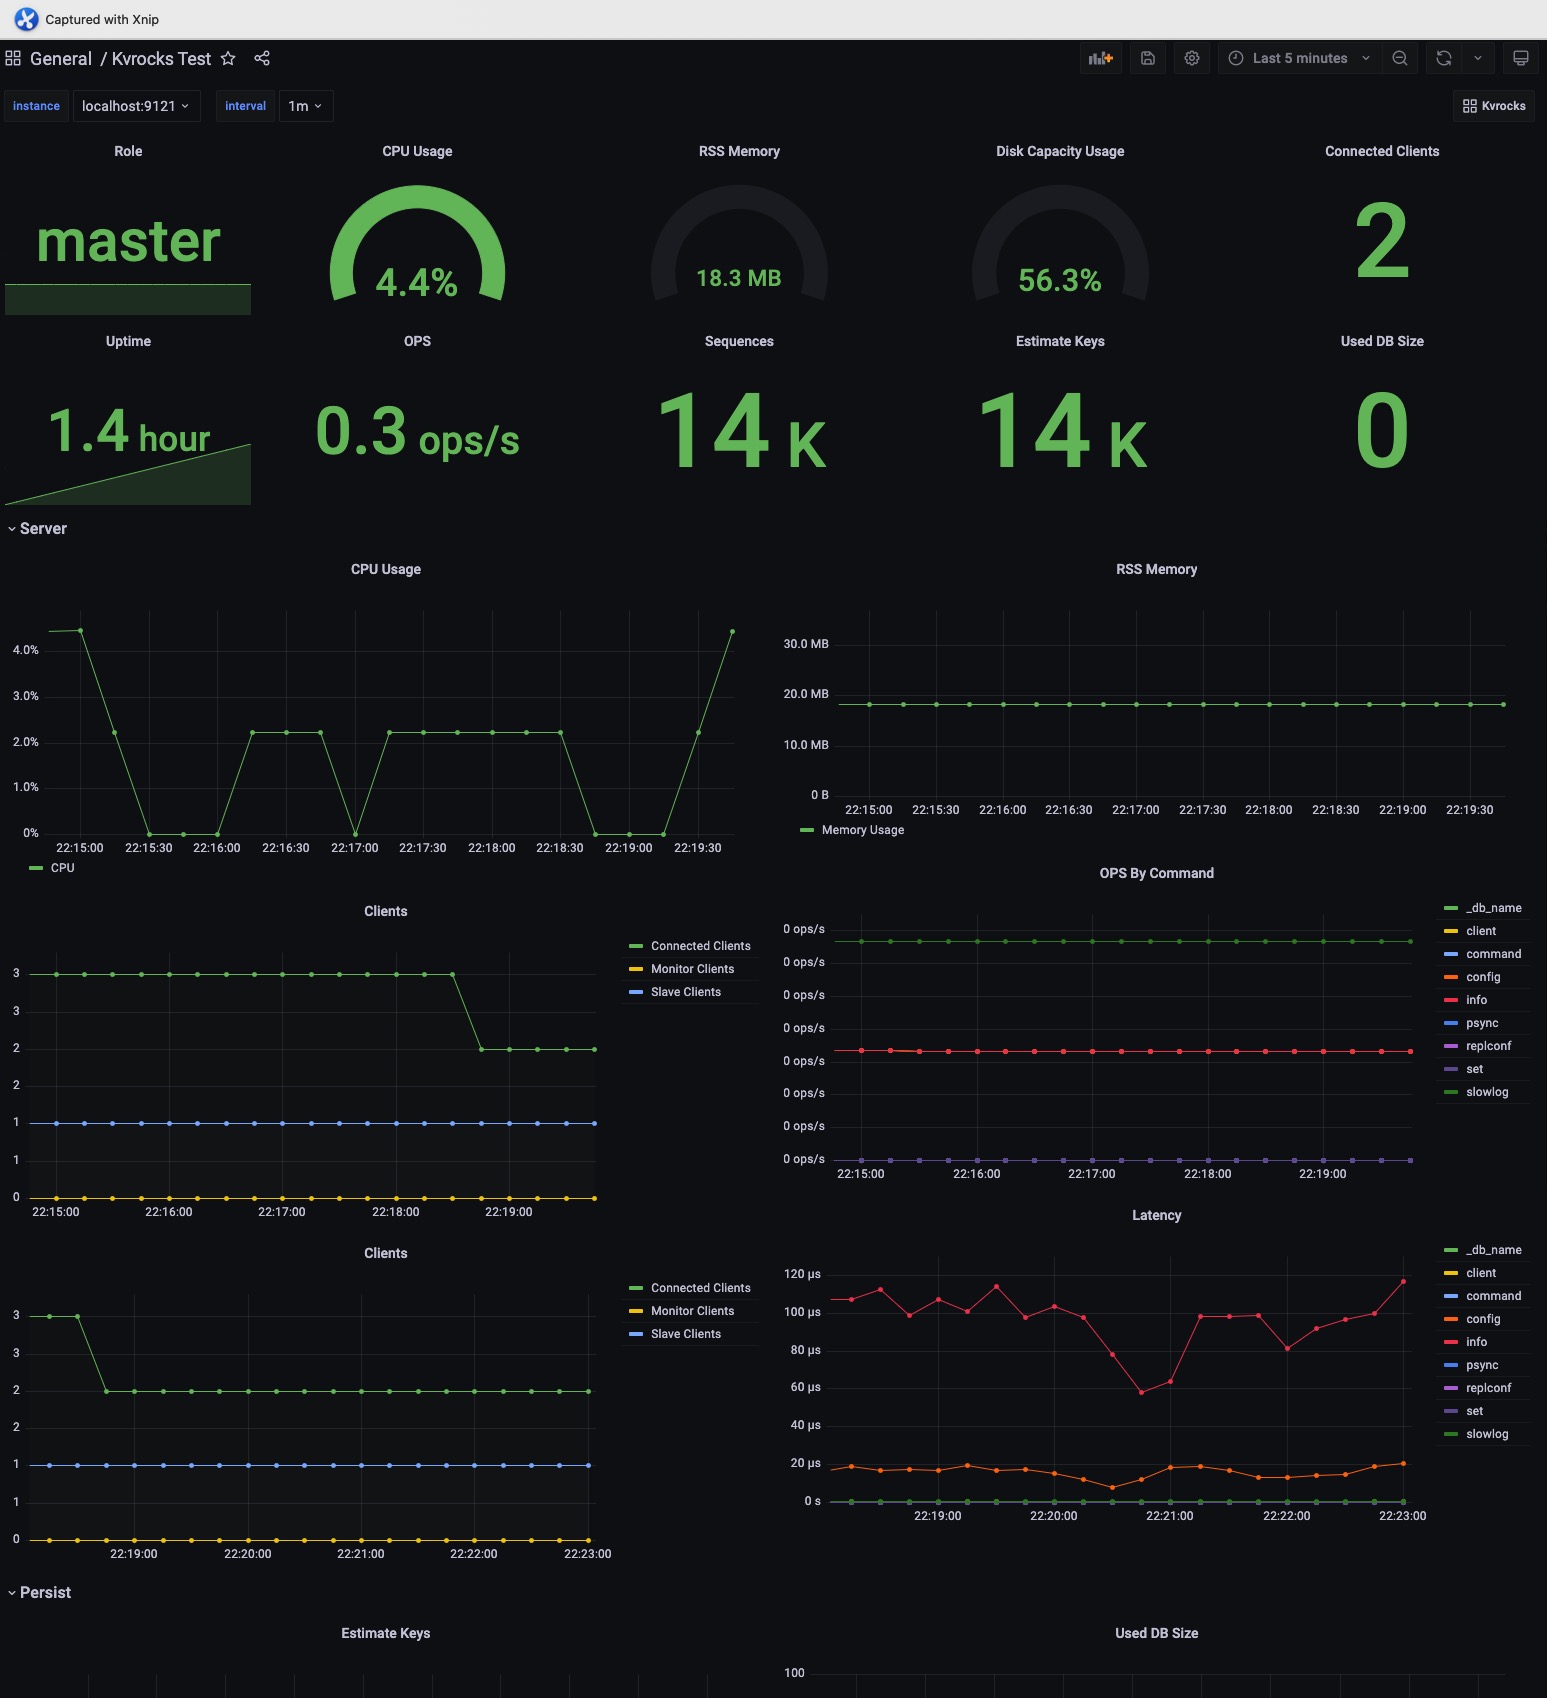 Captured with Xnip
General / Kvrocks Test
Last 5 minutes
instance localhost:9121 interval 1m Kvrocks
Role CPU Usage RSS Memory Disk Capacity Usage Connected Clients
master 4.4% 18.3 MB 56.3% 2
Uptime OPS Sequences Estimate Keys Used DB Size
1.4 hour 0.3 ops/s 14 K 14 K 0
Server
CPU Usage
4.0%
3.0%
2.0%
1.0%
0%
22:15:00 22:15:30 22:16:00 22:16:30 22:17:00 22:17:30 22:18:00 22:18:30 22:19:00 22:19:30
CPU
RSS Memory
30.0 MB
20.0 MB
10.0 MB
0 B
22:15:00 22:15:30 22:16:00 22:16:30 22:17:00 22:17:30 22:18:00 22:18:30 22:19:00 22:19:30
Memory Usage
Clients
3
3
2
2
1
1
0
22:15:00 22:16:00 22:17:00 22:18:00 22:19:00
Connected Clients
Monitor Clients
Slave Clients
OPS By Command
0 ops/s
0 ops/s
0 ops/s
0 ops/s
0 ops/s
0 ops/s
0 ops/s
0 ops/s
22:15:00 22:16:00 22:17:00 22:18:00 22:19:00
_db_name
client
command
config
info
psync
replconf
set
slowlog
Clients
3
3
2
2
1
1
0
22:19:00 22:20:00 22:21:00 22:22:00 22:23:00
Connected Clients
Monitor Clients
Slave Clients
Latency
120 µs
100 µs
80 µs
60 µs
40 µs
20 µs
0 s
22:19:00 22:20:00 22:21:00 22:22:00 22:23:00
_db_name
client
command
config
info
psync
replconf
set
slowlog
Persist
Estimate Keys
Used DB Size
100